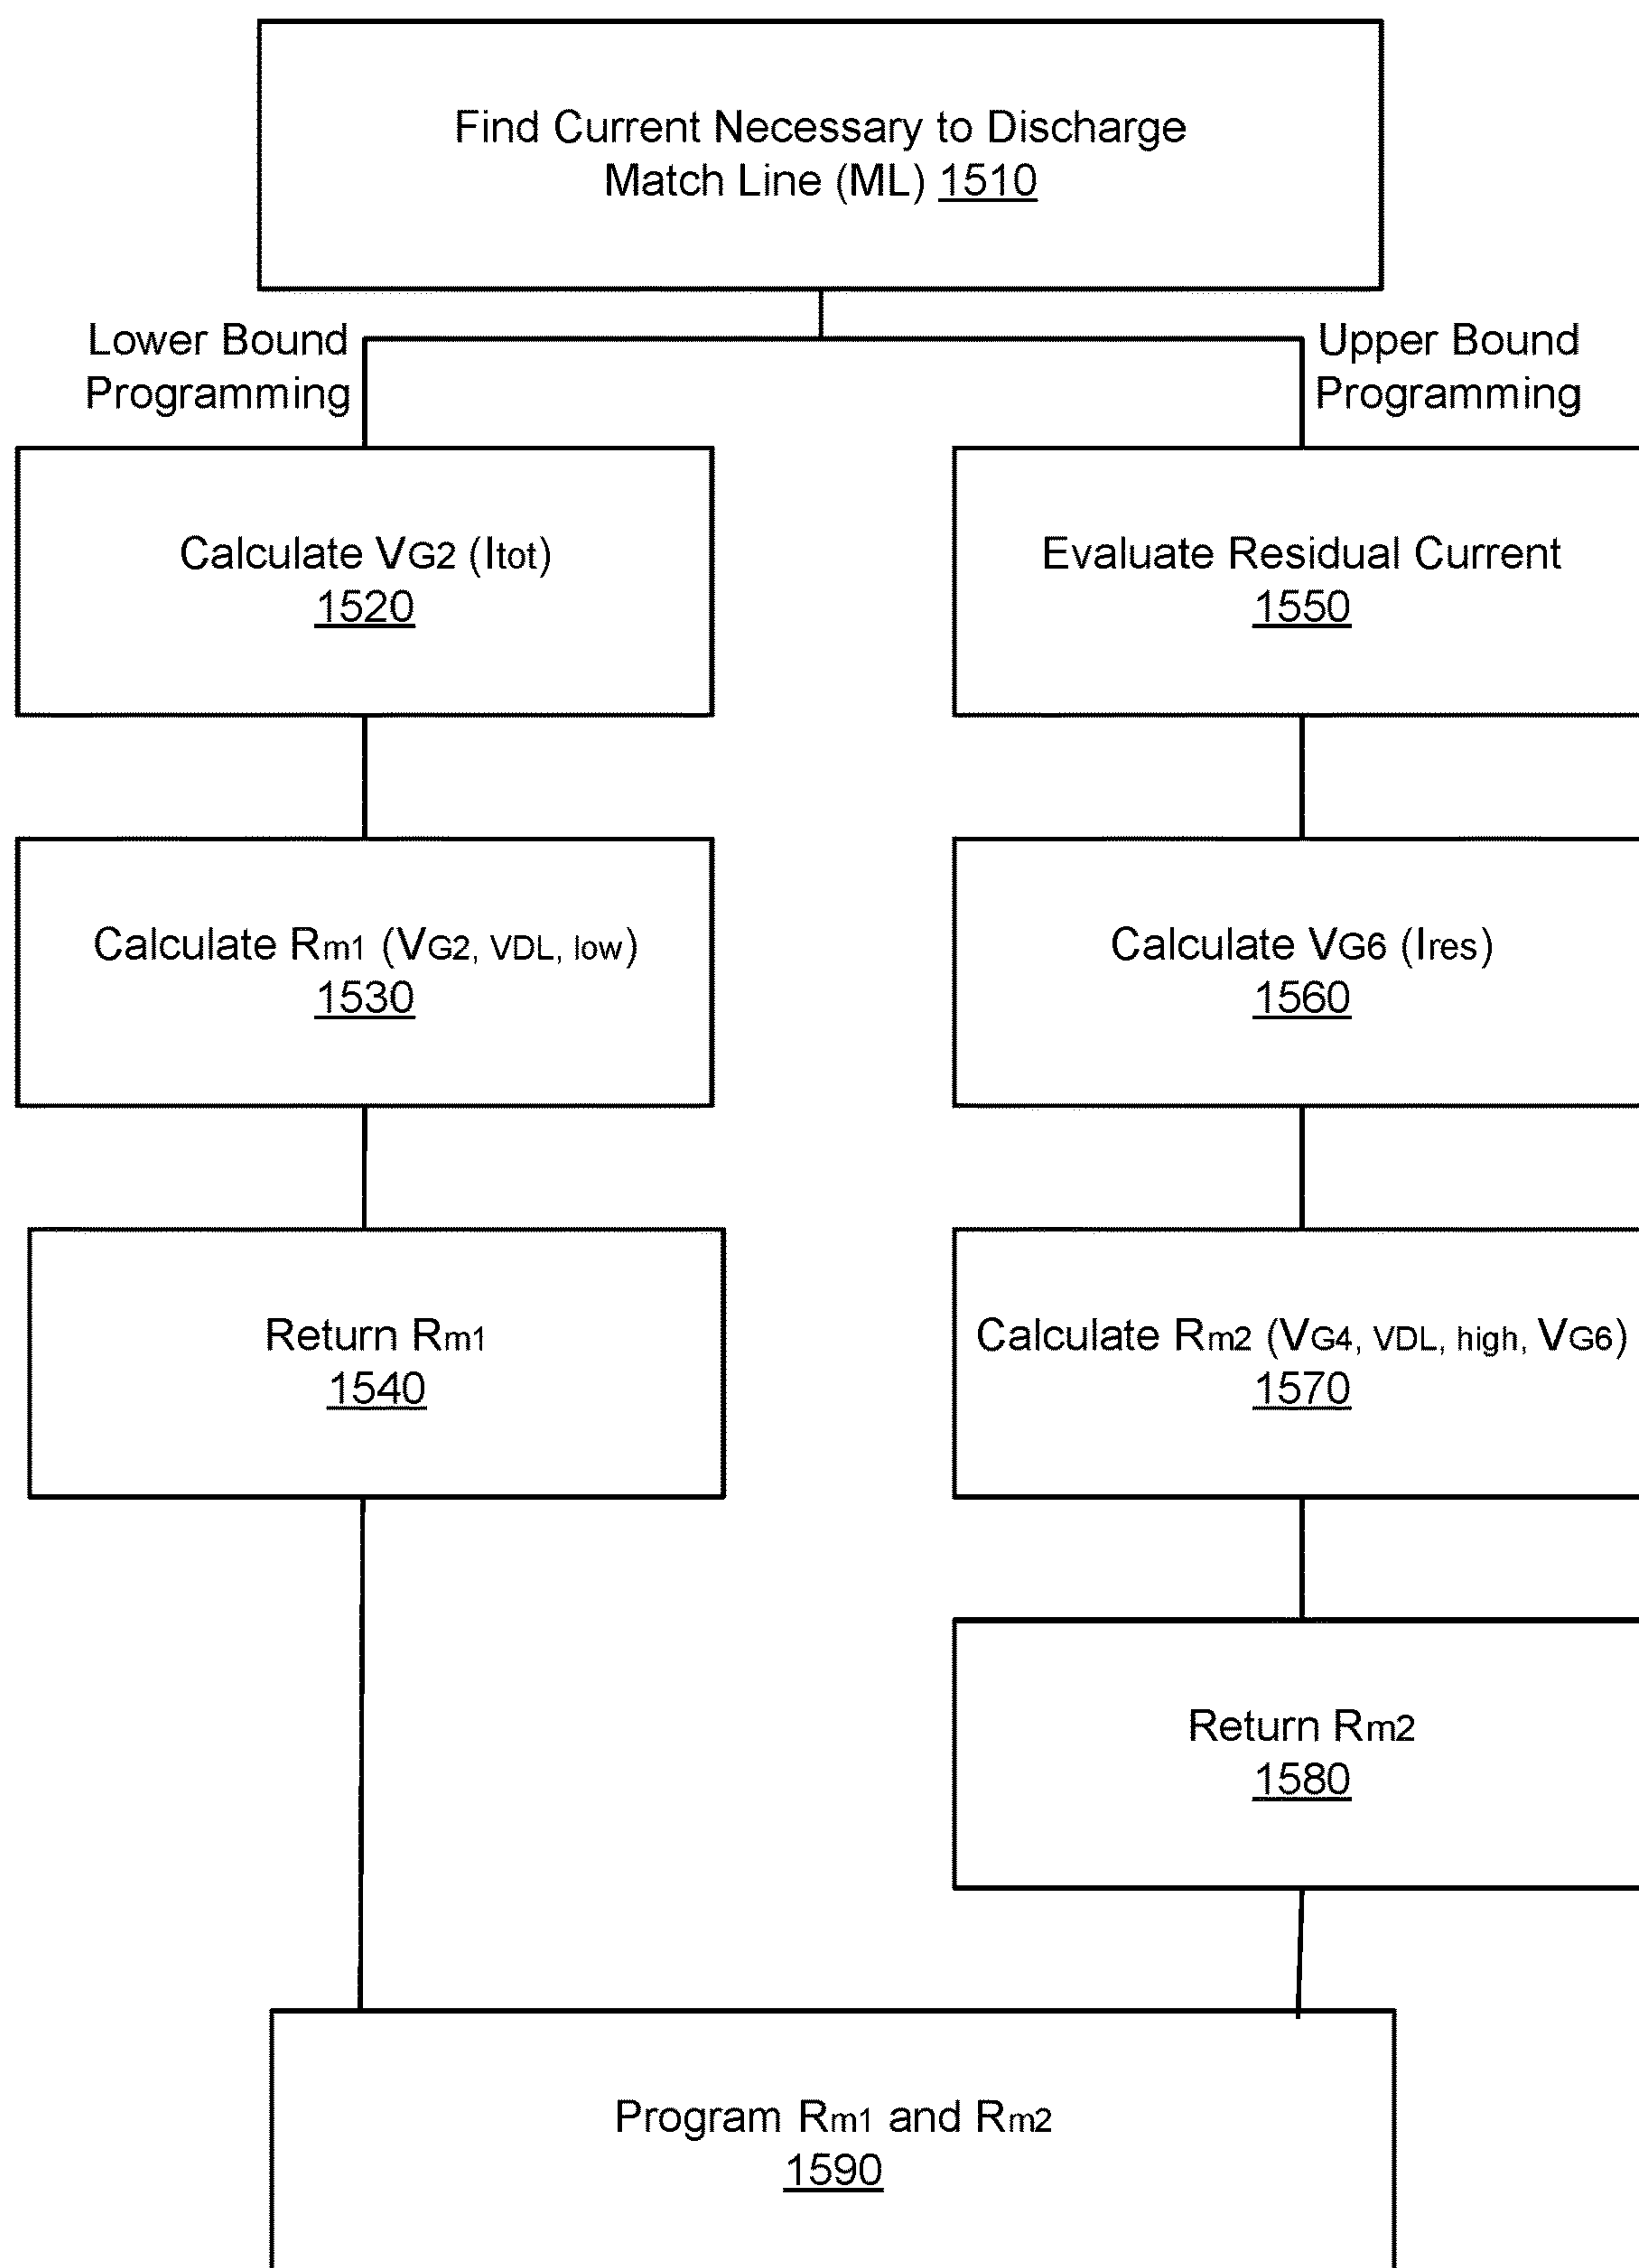 Find Current Necessary to Discharge
Match Line (ML) 1510
Lower Bound
Programming
Upper Bound
Programming
Calculate VG2 (Itot)
1520
Evaluate Residual Current
1550
Calculate Rm1 (VG2, VDL, low)
1530
Calculate VG6 (Ires)
1560
Return Rm1
1540
Calculate Rm2 (VG4, VDL, high, VG6)
1570
Return Rm2
1580
Program Rm1 and Rm2
1590